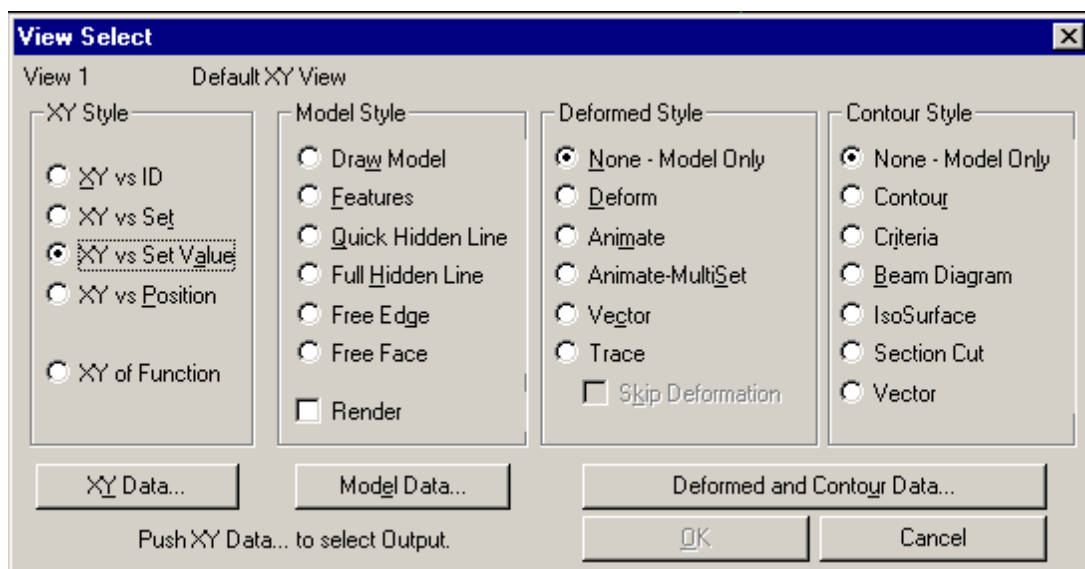 View Select
View 1 Default XY View
XY Style
XY vs ID
XY vs Set
XY vs Set Value
XY vs Position
XY of Function
Model Style
Draw Model
Features
Quick Hidden Line
Full Hidden Line
Free Edge
Free Face
Render
Deformed Style
None - Model Only
Deform
Animate
Animate-MultiSet
Vector
Trace
Skip Deformation
Contour Style
None - Model Only
Contour
Criteria
Beam Diagram
IsoSurface
Section Cut
Vector
XY Data...
Model Data...
Deformed and Contour Data...
Push XY Data... to select Output.
OK
Cancel